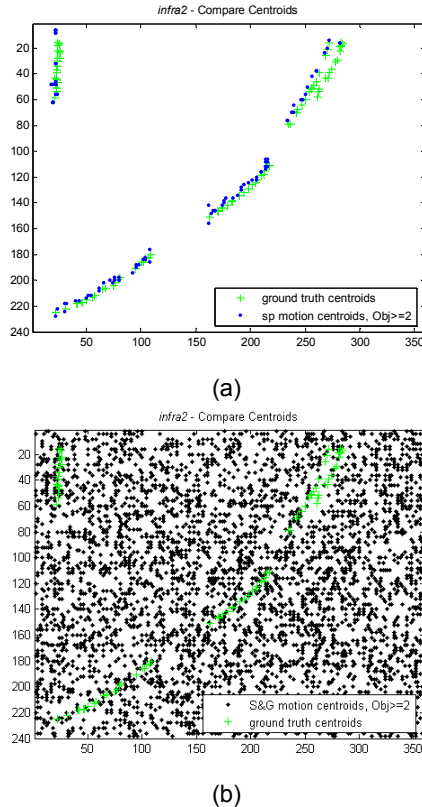 infra2 - Compare Centroids
20
40
60
80
100
120
140
160
180
200
220
240
50 100 150 200 250 300 350
ground truth centroids
sp motion centroids, Obj>=2
(a)
infra2 - Compare Centroids
20
40
60
80
100
120
140
160
180
200
220
240
50 100 150 200 250 300 350
S&G motion centroids, Obj>=2
ground truth centroids
(b)